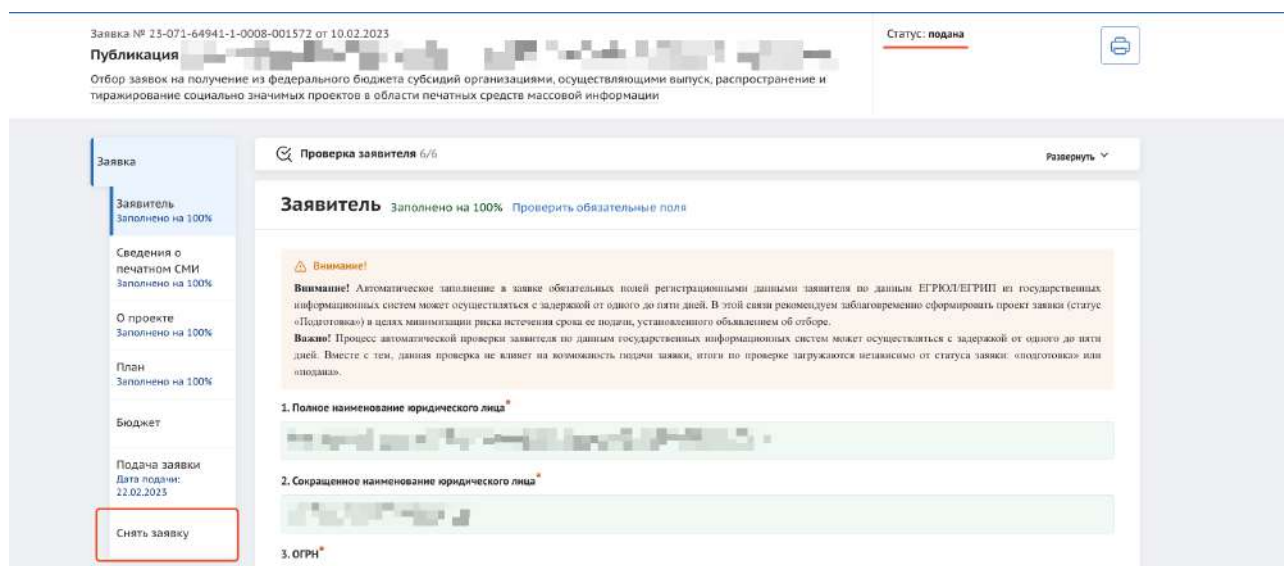 Заявка № 23-071-64941-1-0008-001572 от 10.02.2023
Публикация
Отбор заявок на получение из федерального бюджета субсидий организациями, осуществляющими выпуск, распространение и
тиражирование социально значимых проектов в области печатных средств массовой информации
Статус: подана
Заявка
Заявитель
Заполнено на 100%
Сведения о
печатном СМИ
Заполнено на 100%
О проекте
Заполнено на 100%
План
Заполнено на 100%
Бюджет
Подача заявки
Дата подачи:
22.02.2023
Снять заявку
Проверка заявителя 6/6
Развернуть
Заявитель Заполнено на 100% Проверить обязательные поля
Внимание!
Внимание! Автоматическое заполнение в заявке обязательных полей регистрационными данными заявителя по данным ЕГРЮЛ/ЕГРИП из государственных
информационных систем может осуществляться с задержкой от одного до пяти дней. В этой связи рекомендуем заблаговременно сформировать проект заявки (статус
«Подготовка») в целях минимизации риска истечения срока ее подачи, установленного объявлением об отборе.
Важно! Процесс автоматической проверки заявителя по данным государственных информационных систем может осуществляться с задержкой от одного до пяти
дней. Вместе с тем, данная проверка не влияет на возможность подачи заявки, итоги по проверке загружаются независимо от статуса заявки: «подготовка» или
«подана».
1. Полное наименование юридического лица*
2. Сокращенное наименование юридического лица*
3. ОГРН*